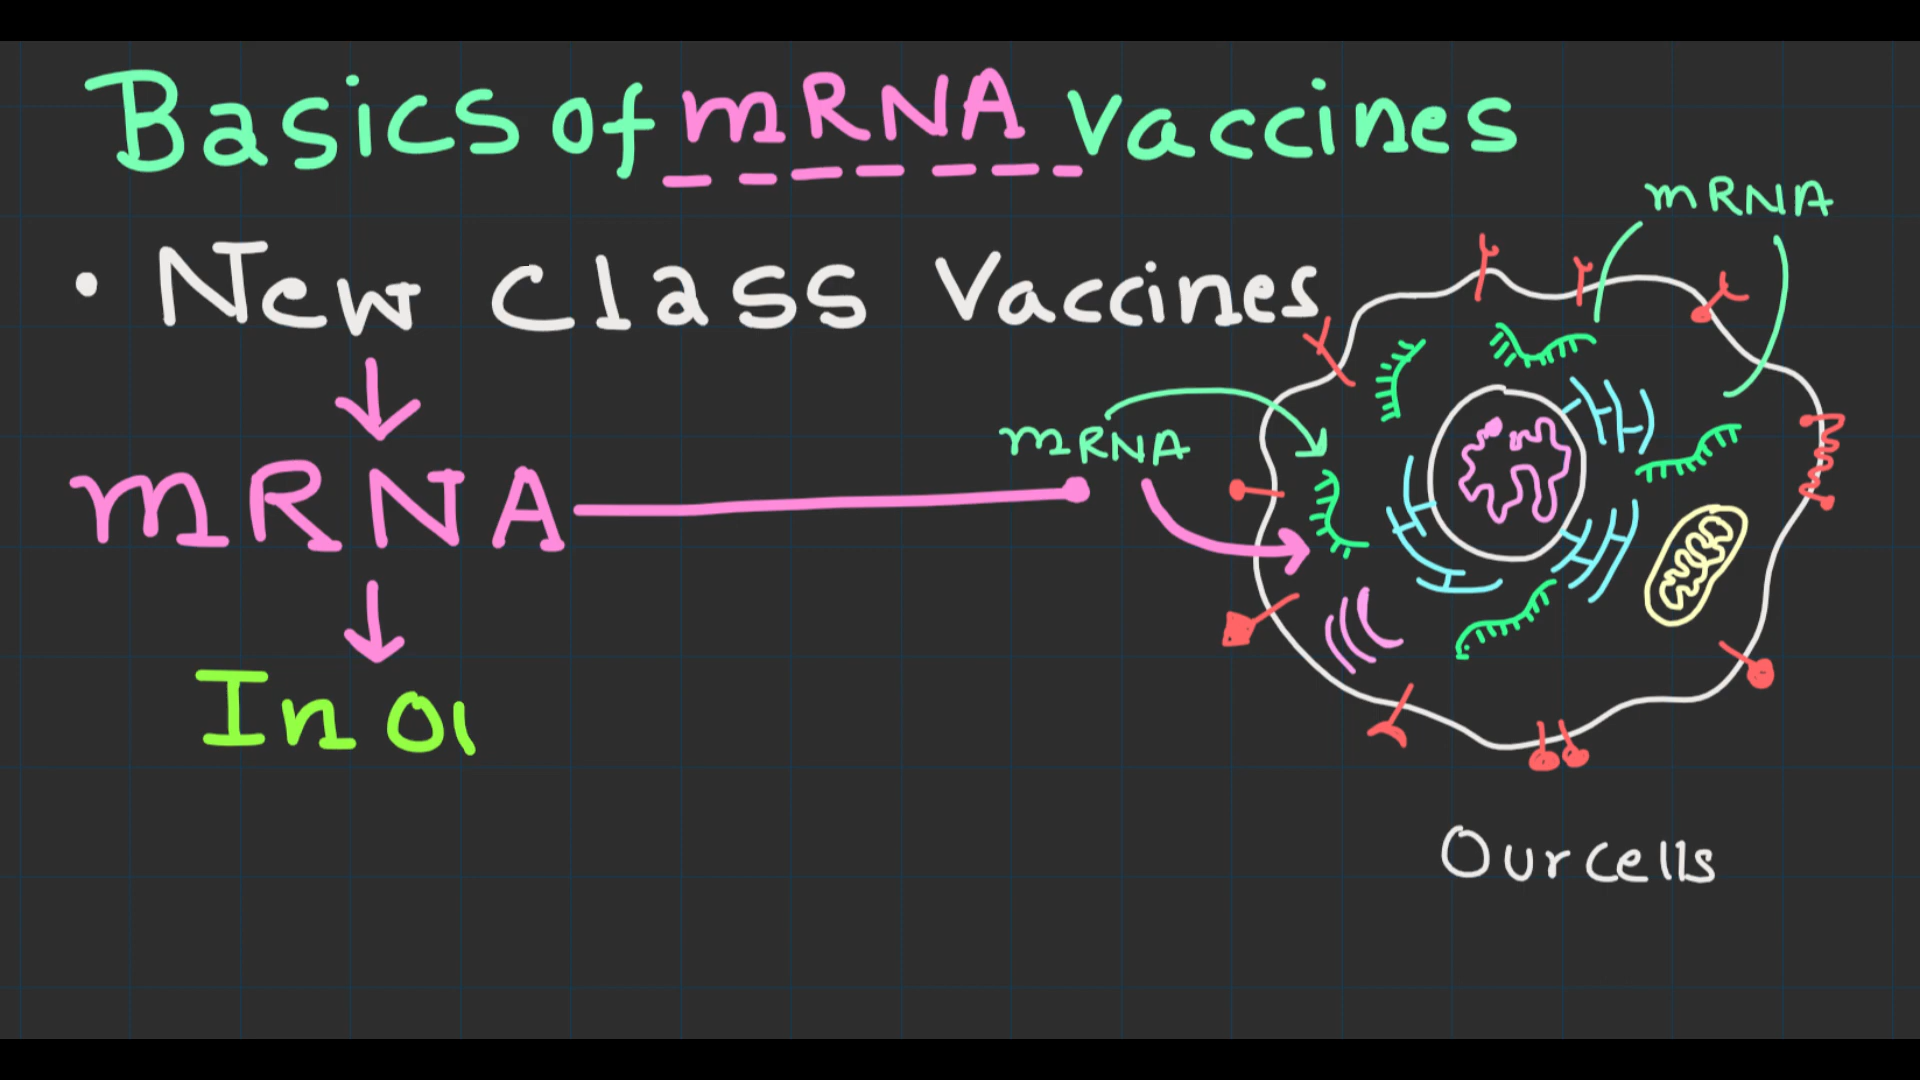 Basics of mRNA Vaccines
mRNA
• New Class Vaccines
mRNA
mRNA
In
Our cells